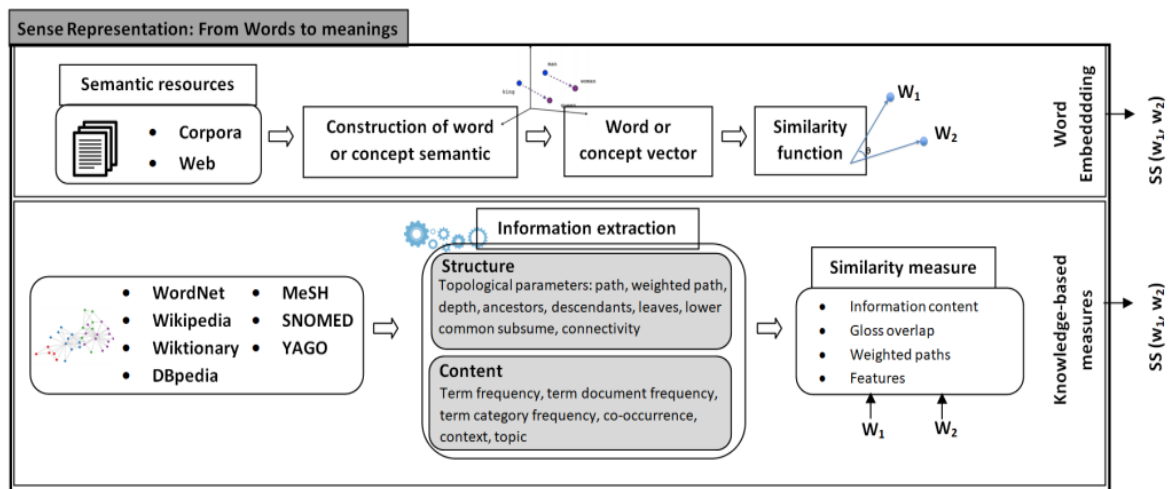 Sense Representation: From Words to meanings
Semantic resources
• Corpora
• Web
Construction of word
or concept semantic
man
woman
king
Word or
concept vector
Similarity
function
W1
W2
θ
Word
Embeddding
SS (w1, w2)
Information extraction
• WordNet
• Wikipedia
• Wiktionary
• DBpedia
• MeSH
• SNOMED
• YAGO
Structure
Topological parameters: path, weighted path,
depth, ancestors, descendants, leaves, lower
common subsume, connectivity
Content
Term frequency, term document frequency,
term category frequency, co-occurrence,
context, topic
Similarity measure
• Information content
• Gloss overlap
• Weighted paths
• Features
W1
W2
Knowledge-based
measures
SS (w1, w2)